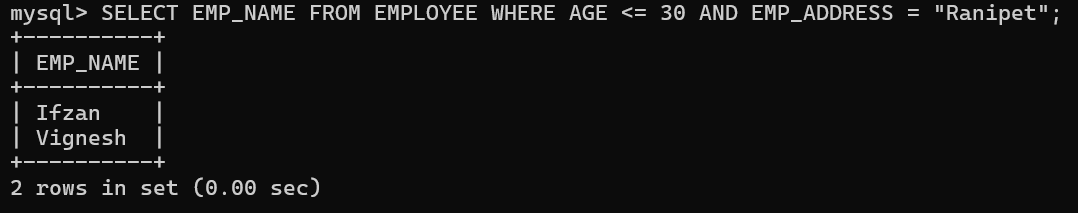 mysql> SELECT EMP_NAME FROM EMPLOYEE WHERE AGE <= 30 AND EMP_ADDRESS = "Ranipet";
+----------+
| EMP_NAME |
+----------+
| Ifzan    |
| Vignesh  |
+----------+
2 rows in set (0.00 sec)